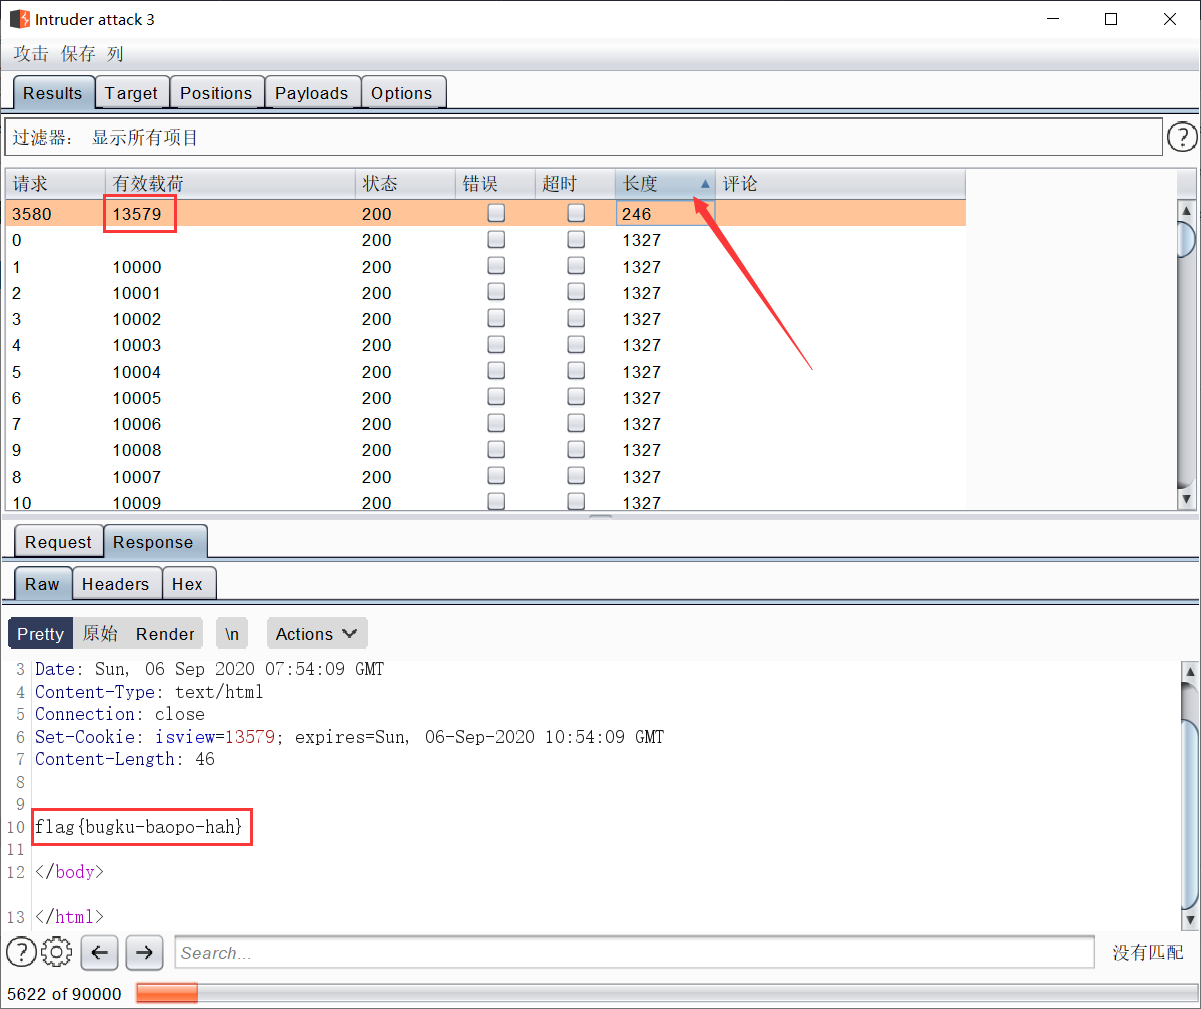 Intruder attack 3
攻击 保存 列
Results Target Positions Payloads Options
过滤器： 显示所有项目 ?
请求 有效载荷 状态 错误 超时 长度 评论
3580 13579 200 246
0 200 1327
1 10000 200 1327
2 10001 200 1327
3 10002 200 1327
4 10003 200 1327
5 10004 200 1327
6 10005 200 1327
7 10006 200 1327
9 10008 200 1327
8 10007 200 1327
10 10009 200 1327
Request Response
Raw Headers Hex
Pretty 原始 Render \n Actions
3 Date: Sun, 06 Sep 2020 07:54:09 GMT
4 Content-Type: text/html
5 Connection: close
6 Set-Cookie: isview=13579; expires=Sun, 06-Sep-2020 10:54:09 GMT
7 Content-Length: 46
8
9
10 flag{bugku-baopo-hah}
11
12 </body>
13 </html>
? Search... 没有匹配
5622 of 90000